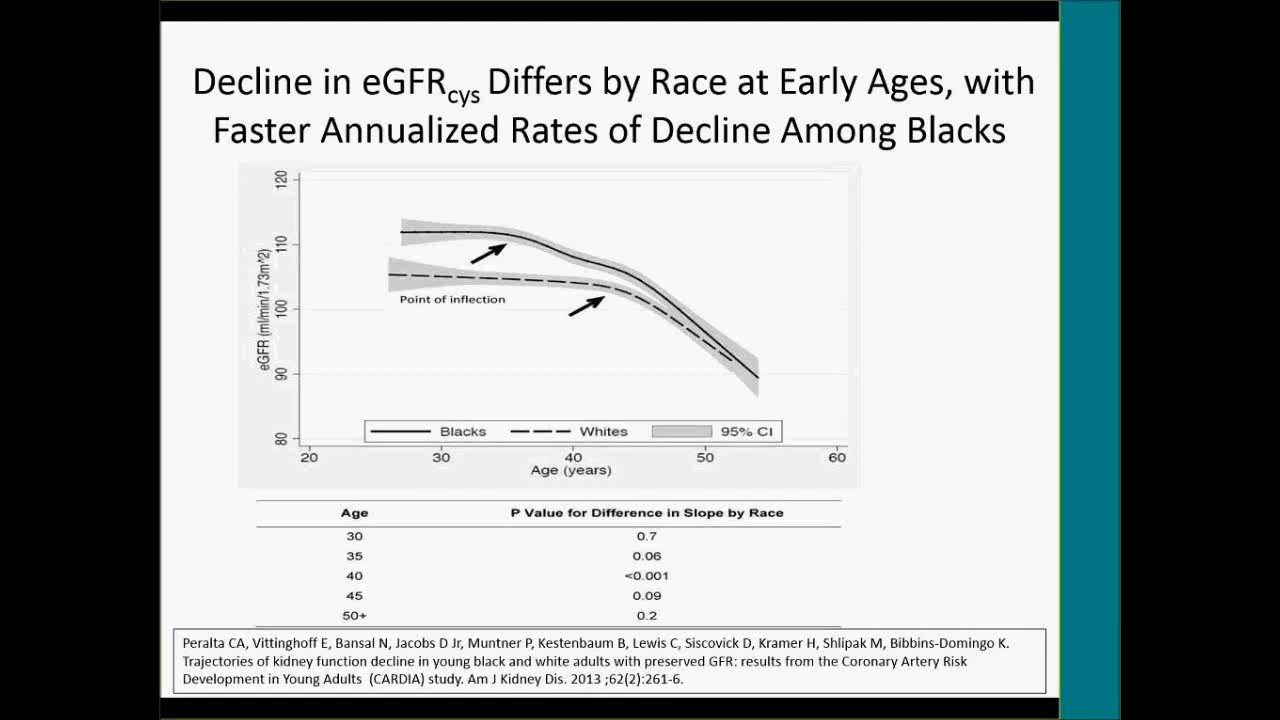 Decline in eGFRcys Differs by Race at Early Ages, with
Faster Annualized Rates of Decline Among Blacks
120
110
100
90
80
eGFR (ml/min/1.73m^2)
Point of inflection
Blacks Whites 95% CI
20 30 40 50 60
Age (years)
Age P Value for Difference in Slope by Race
30 0.7
35 0.06
40 <0.001
45 0.09
50+ 0.2
Peralta CA, Vittinghoff E, Bansal N, Jacobs D Jr, Muntner P, Kestenbaum B, Lewis C, Siscovick D, Kramer H, Shlipak M, Bibbins-Domingo K.
Trajectories of kidney function decline in young black and white adults with preserved GFR: results from the Coronary Artery Risk
Development in Young Adults (CARDIA) study. Am J Kidney Dis. 2013 ;62(2):261-6.